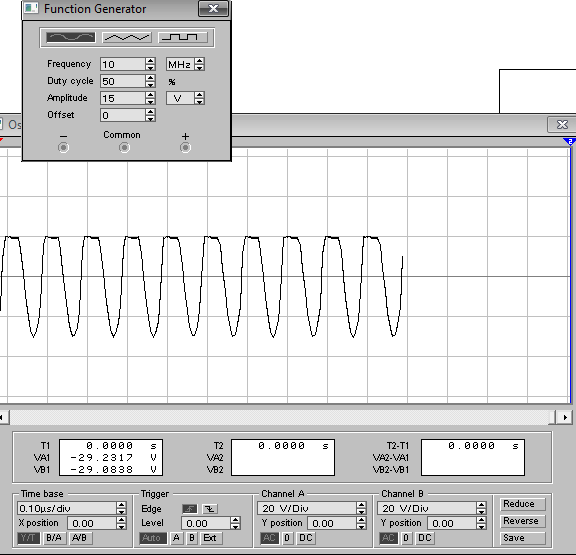 Function Generator
Frequency 10 MHz
Duty cycle 50 %
Amplitude 15 V
Offset 0
− Common +
Os
2
T1 0.0000 s T2 0.0000 s T2-T1 0.0000 s
VA1 -29.2317 V VA2 VA2-VA1
VB1 -29.0838 V VB2 VB2-VB1
Time base Trigger Channel A Channel B
0.10µs/div Edge 20 V/Div 20 V/Div
X position 0.00 Level 0.00 Y position 0.00 Y position 0.00
Y/T B/A A/B Auto A B Ext AC 0 DC AC 0 DC
Reduce
Reverse
Save